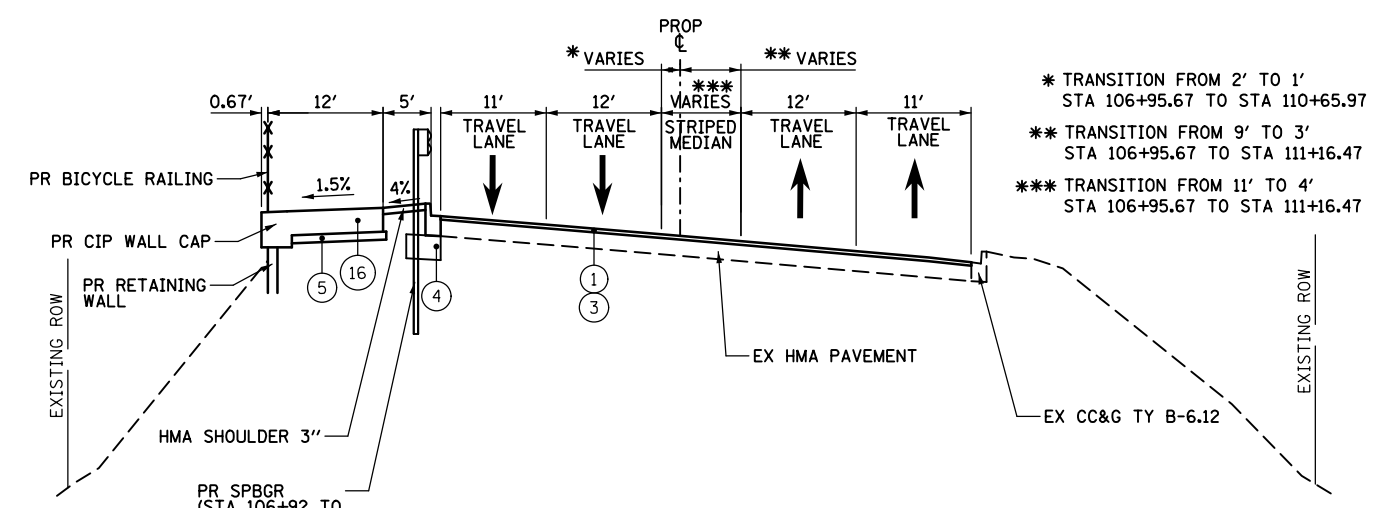 PROP
℄
* VARIES
** VARIES
0.67' 12' 5' 11' 12' *** VARIES 12' 11'
TRAVEL LANE
TRAVEL LANE
STRIPED MEDIAN
TRAVEL LANE
TRAVEL LANE
* TRANSITION FROM 2' TO 1'
STA 106+95.67 TO STA 110+65.97
** TRANSITION FROM 9' TO 3'
STA 106+95.67 TO STA 111+16.47
*** TRANSITION FROM 11' TO 4'
STA 106+95.67 TO STA 111+16.47
PR BICYCLE RAILING
1.5%
4%
PR CIP WALL CAP
PR RETAINING
WALL
5
16
4
1
3
EX HMA PAVEMENT
EXISTING ROW
EXISTING ROW
EX CC&G TY B-6.12
HMA SHOULDER 3"
PR SPBGR
(STA 106+92 TO